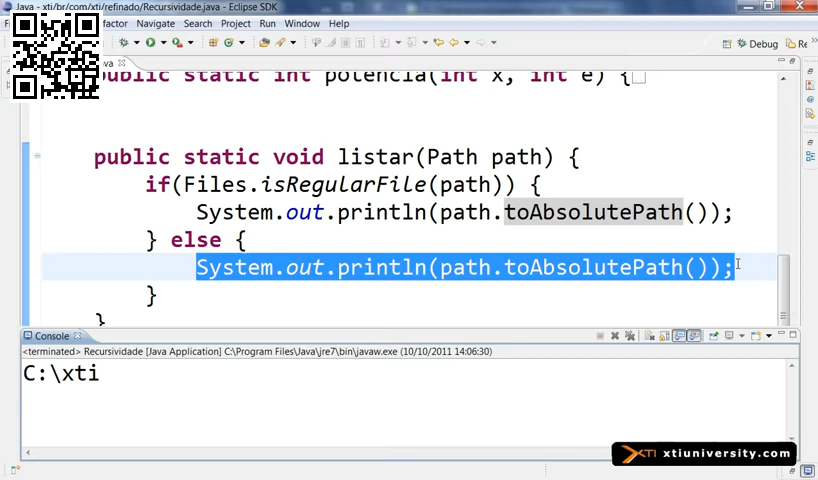 Java - xti/br/com/xti/refinado/Recursividade.java - Eclipse SDK
Navigate Search Project Run Window Help
Debug
public static int potencia(int x, int e) {
public static void listar(Path path) {
if(Files.isRegularFile(path)) {
System.out.println(path.toAbsolutePath());
} else {
System.out.println(path.toAbsolutePath());
}
}
Console
<terminated> Recursividade [Java Application] C:\Program Files\Java\jre7\bin\javaw.exe (10/10/2011 14:06:30)
C:\xti
XTI xtiuniversity.com